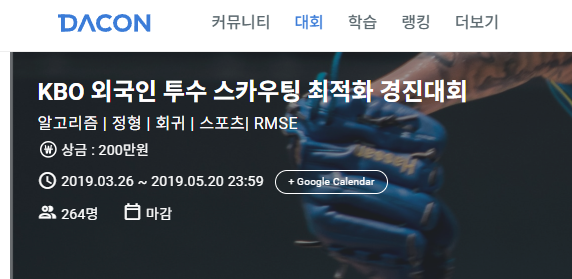 DACON 커뮤니티 대회 학습 랭킹 더보기
KBO 외국인 투수 스카우팅 최적화 경진대회
알고리즘 | 정형 | 회귀 | 스포츠| RMSE
₩ 상금 : 200만원
2019.03.26 ~ 2019.05.20 23:59 + Google Calendar
264명 마감